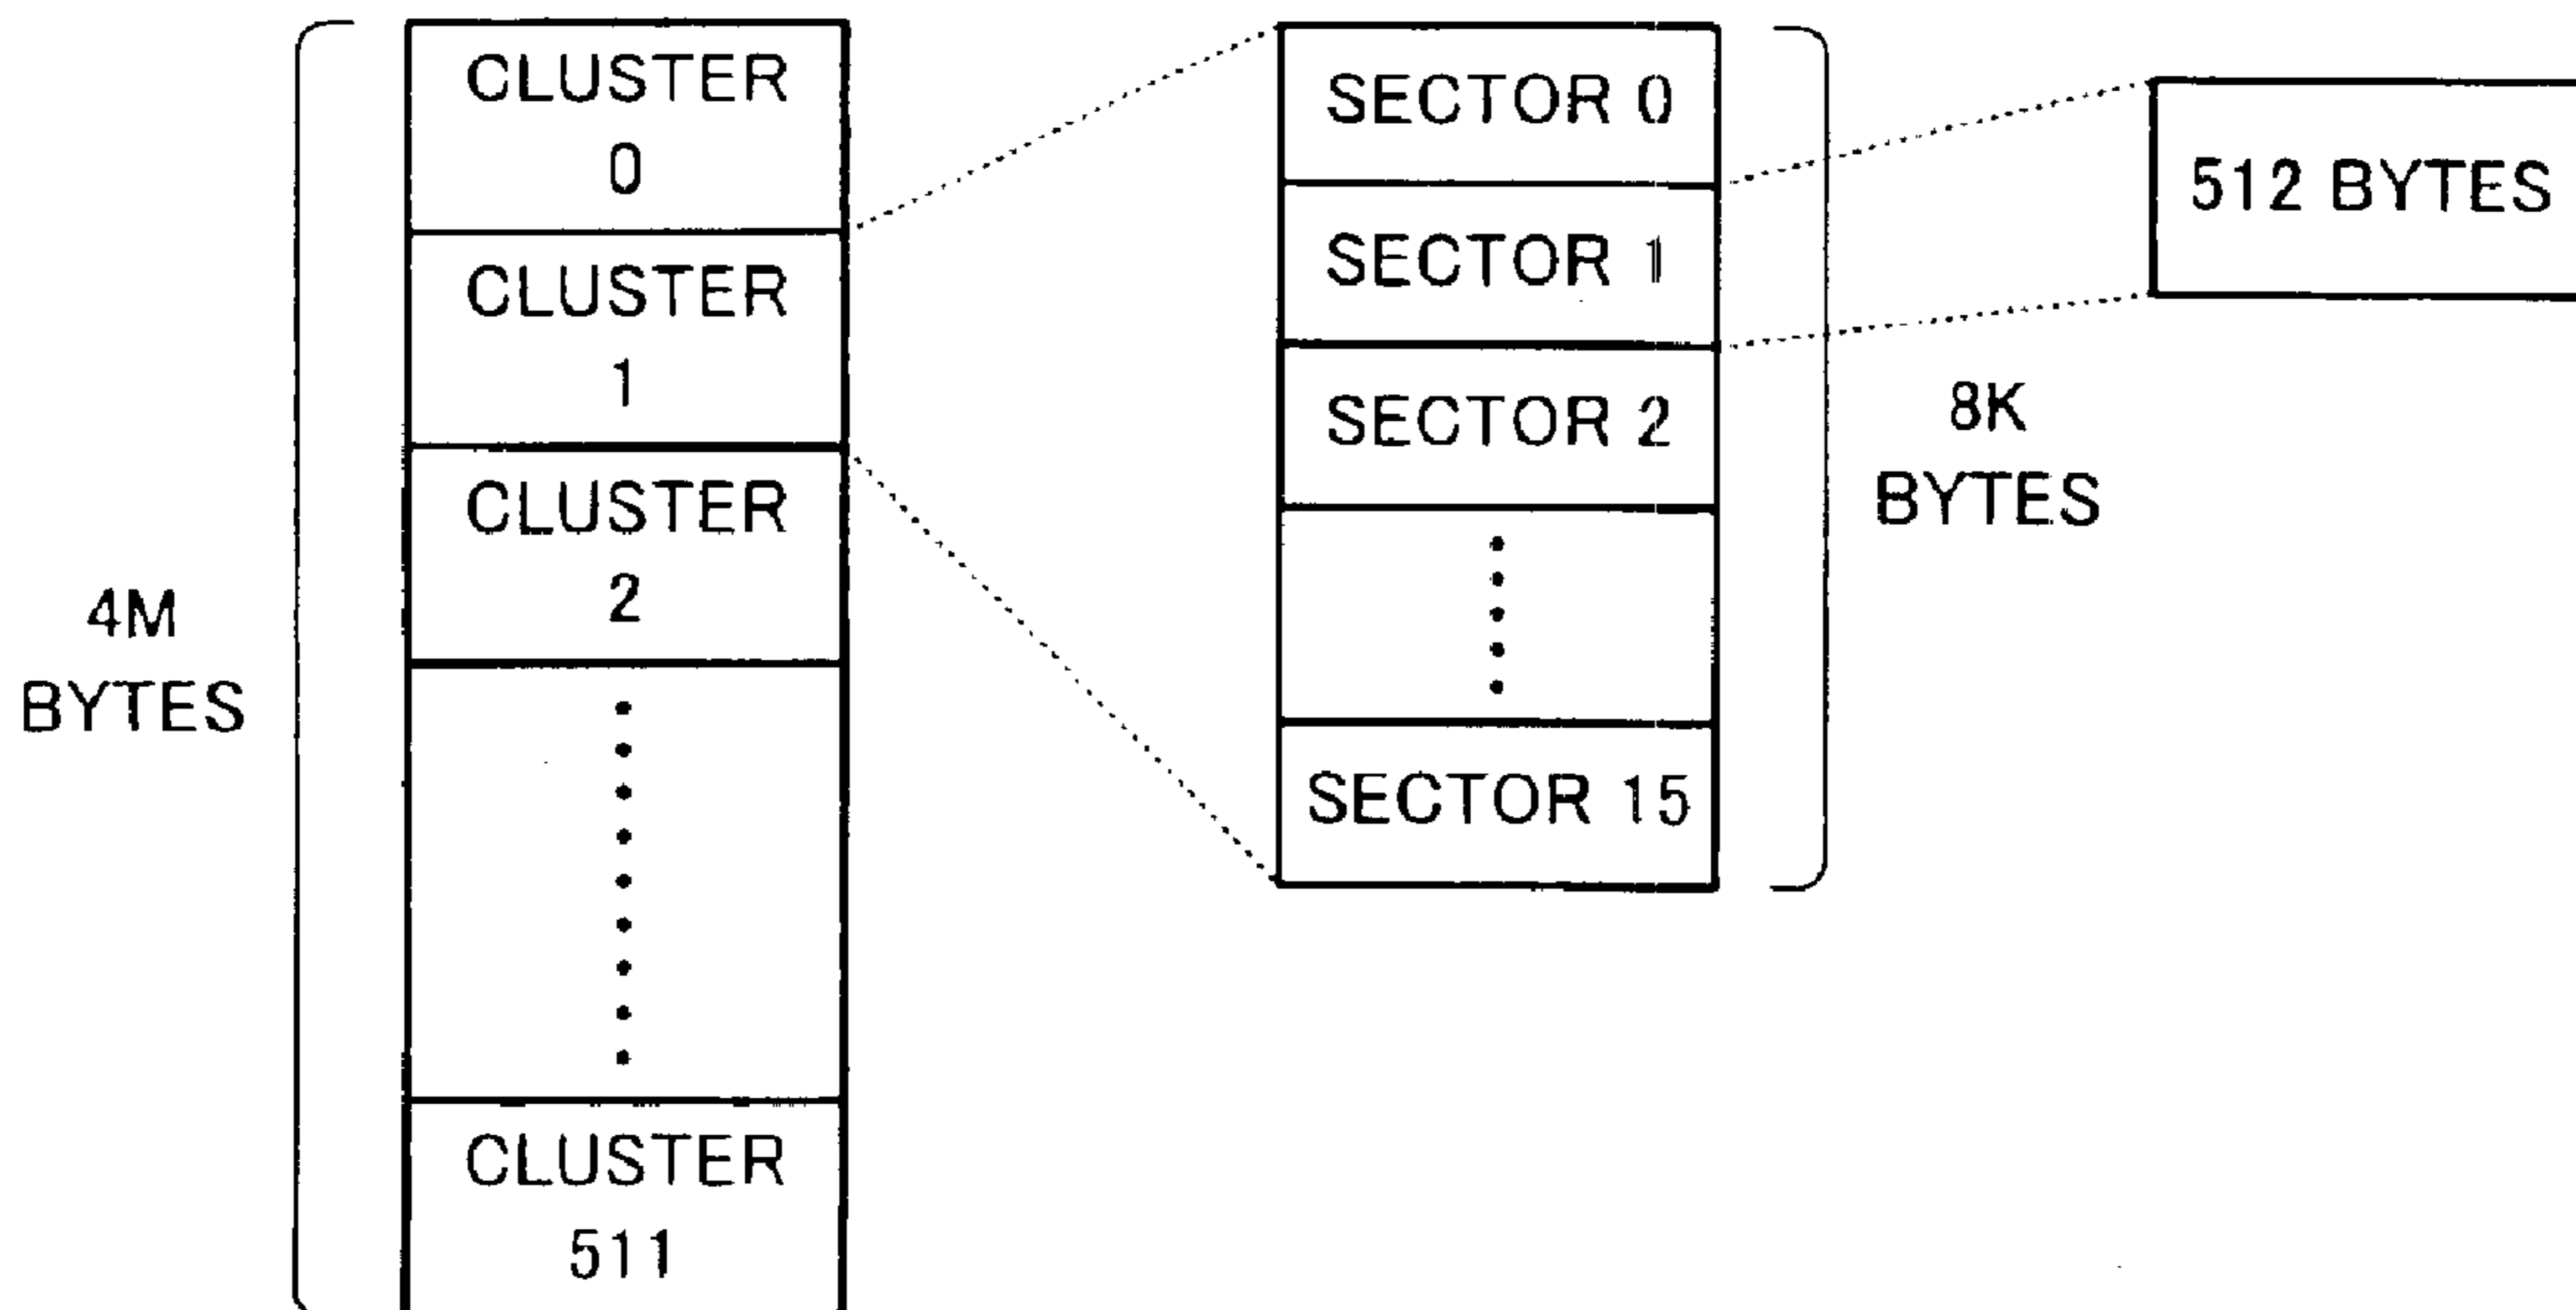 4M
BYTES
CLUSTER
0
CLUSTER
1
CLUSTER
2
CLUSTER
511
SECTOR 0
SECTOR 1
SECTOR 2
SECTOR 15
8K
BYTES
512 BYTES